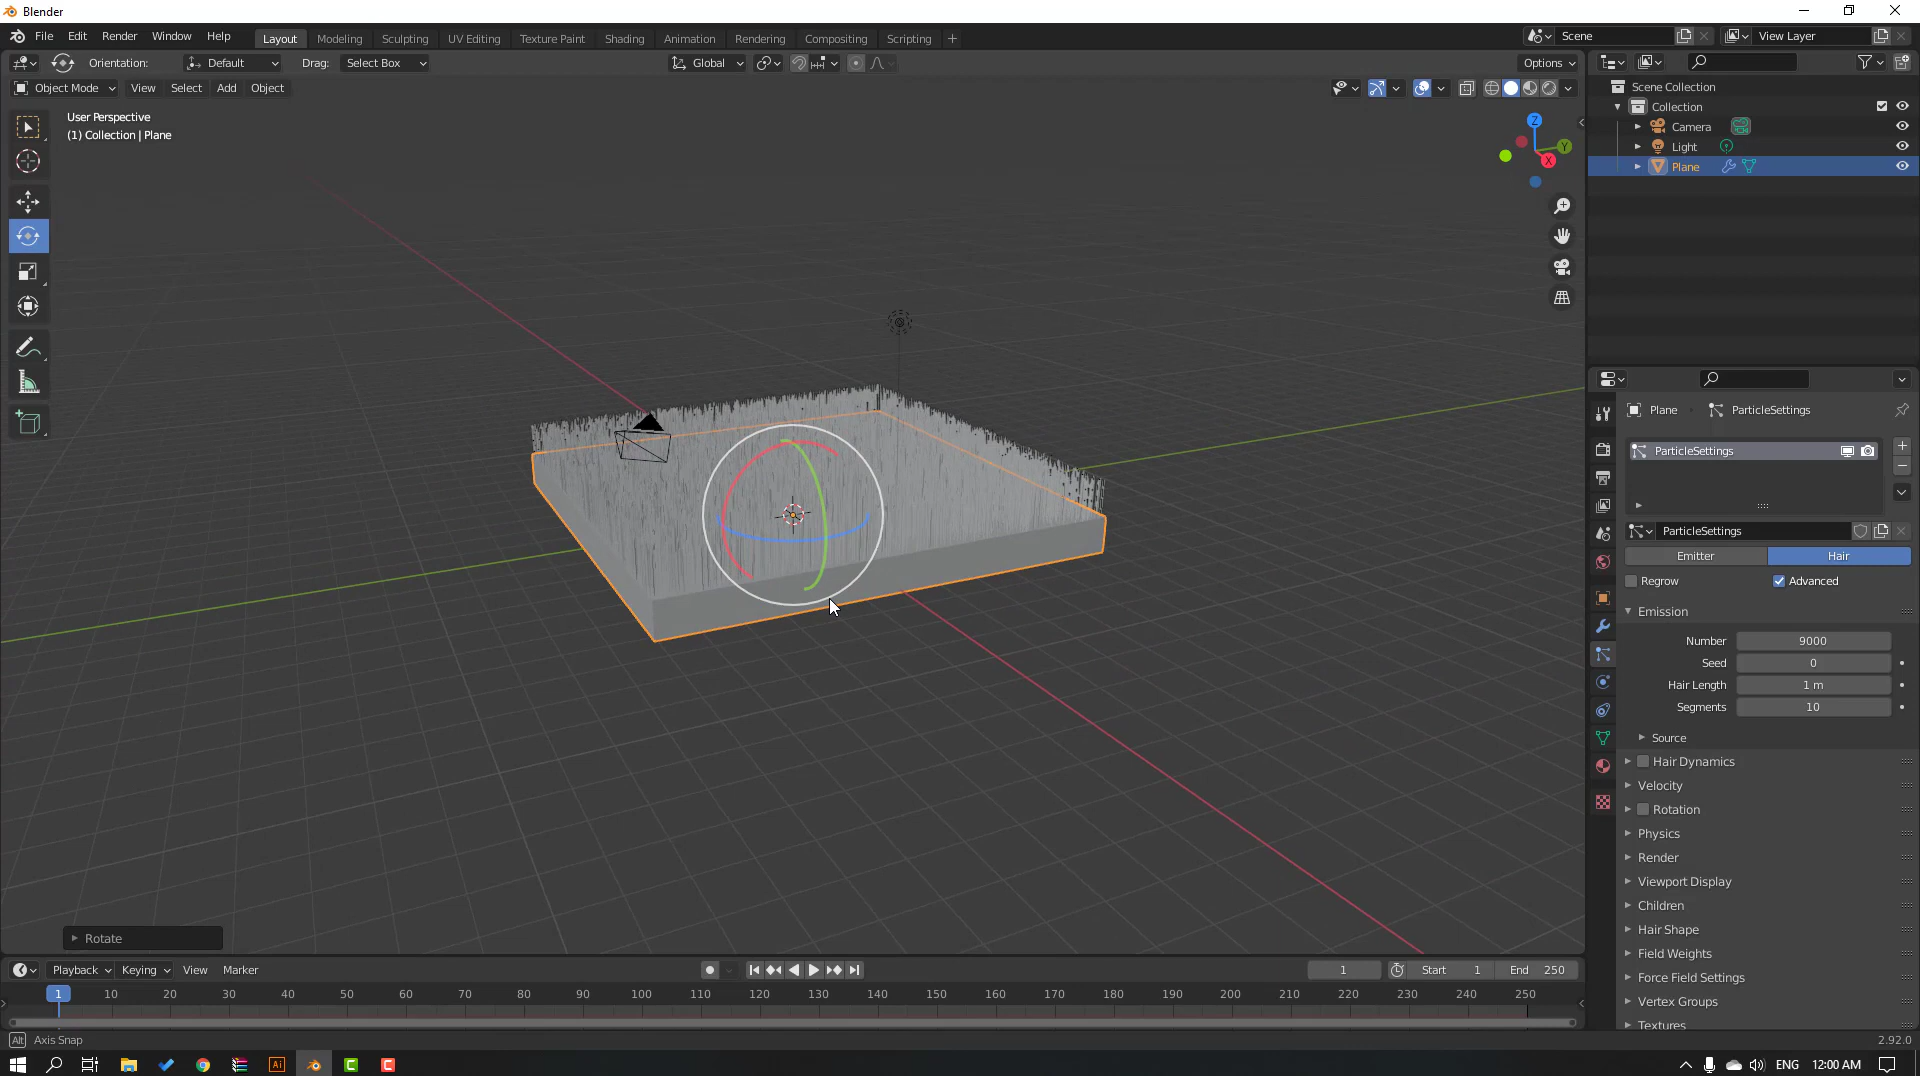 Blender
File Edit Render Window Help
Layout Modeling Sculpting UV Editing Texture Paint Shading Animation Rendering Compositing Scripting +
Scene
View Layer
Orientation: Default Drag: Select Box
Global
Options
Object Mode View Select Add Object
User Perspective
(1) Collection | Plane
Z
Y
X
Scene Collection
Collection
Camera
Light
Plane
Plane ParticleSettings
ParticleSettings
ParticleSettings
Emitter Hair
Regrow Advanced
Emission
Number 9000
Seed 0
Hair Length 1 m
Segments 10
Source
Hair Dynamics
Velocity
Rotation
Physics
Render
Viewport Display
Children
Hair Shape
Field Weights
Force Field Settings
Vertex Groups
Textures
Rotate
Playback Keying View Marker
1 Start 1 End 250
1 10 20 30 40 50 60 70 80 90 100 110 120 130 140 150 160 170 180 190 200 210 220 230 240 250
Alt Axis Snap
2.92.0
Ai
C
C
ENG 12:00 AM